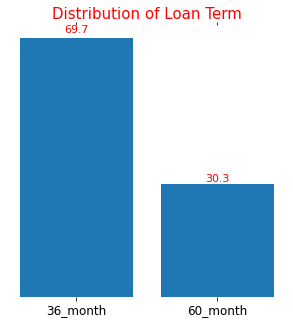 Distribution of Loan Term
69.7
30.3
36_month
60_month